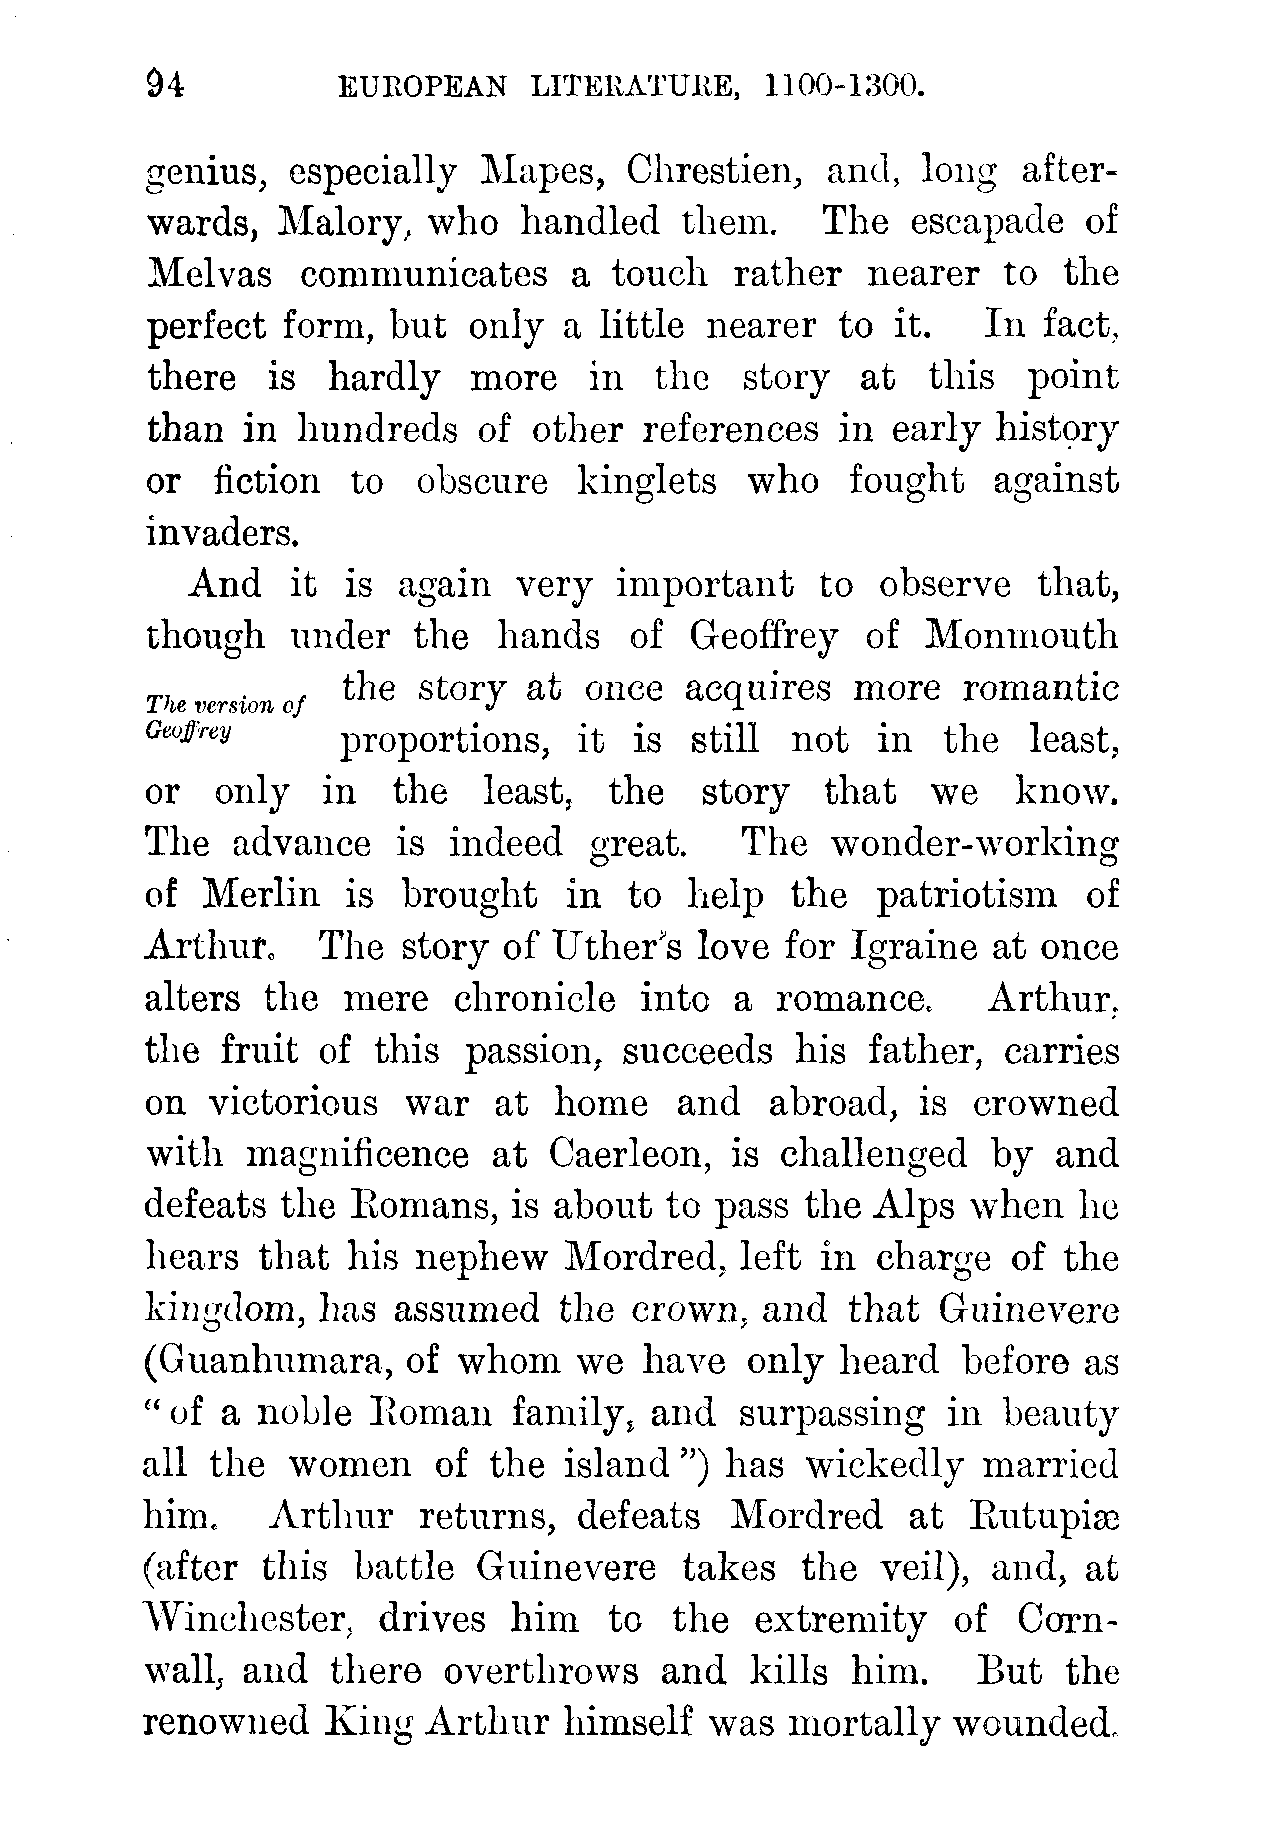 94 EUROPEAN LITERATURE, 1100-1300.
genius, especially Mapes, Chrestien, and, long after-
wards, Malory, who handled them. The escapade of
Melvas communicates a touch rather nearer to the
perfect form, but only a little nearer to it. In fact,
there is hardly more in the story at this point
than in hundreds of other references in early history
or fiction to obscure kinglets who fought against
invaders.
And it is again very important to observe that,
though under the hands of Geoffrey of Monmouth
The version of
Geoffrey
the story at once acquires more romantic
proportions, it is still not in the least,
or only in the least, the story that we know.
The advance is indeed great. The wonder-working
of Merlin is brought in to help the patriotism of
Arthur. The story of Uther's love for Igraine at once
alters the mere chronicle into a romance. Arthur,
the fruit of this passion, succeeds his father, carries
on victorious war at home and abroad, is crowned
with magnificence at Caerleon, is challenged by and
defeats the Romans, is about to pass the Alps when he
hears that his nephew Mordred, left in charge of the
kingdom, has assumed the crown, and that Guinevere
(Guanhumara, of whom we have only heard before as
"of a noble Roman family, and surpassing in beauty
all the women of the island") has wickedly married
him. Arthur returns, defeats Mordred at Rutupiæ
(after this battle Guinevere takes the veil), and, at
Winchester, drives him to the extremity of Corn-
wall, and there overthrows and kills him. But the
renowned King Arthur himself was mortally wounded.